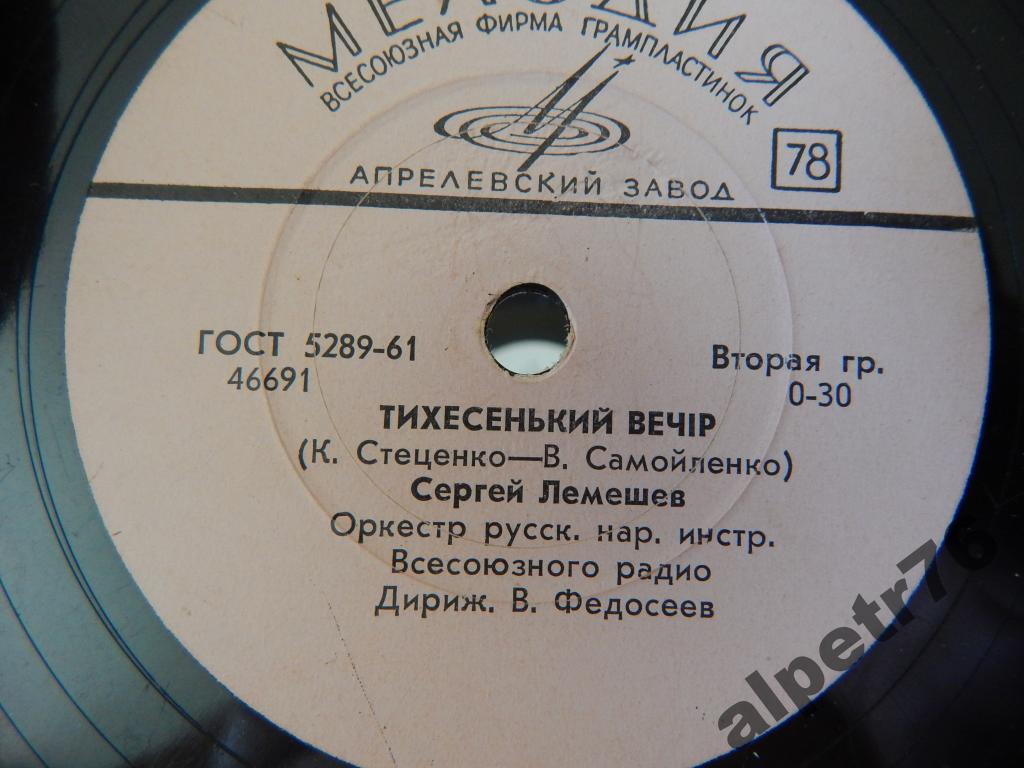 МЕЛОДИЯ
ВСЕСОЮЗНАЯ ФИРМА ГРАМПЛАСТИНОК
АПРЕЛЕВСКИЙ ЗАВОД
78
ГОСТ 5289-61
46691
Вторая гр.
0-30
ТИХЕСЕНЬКИЙ ВЕЧІР
(К. Стеценко—В. Самойленко)
Сергей Лемешев
Оркестр русск. нар. инстр.
Всесоюзного радио
Дириж. В. Федосеев
alpetr76